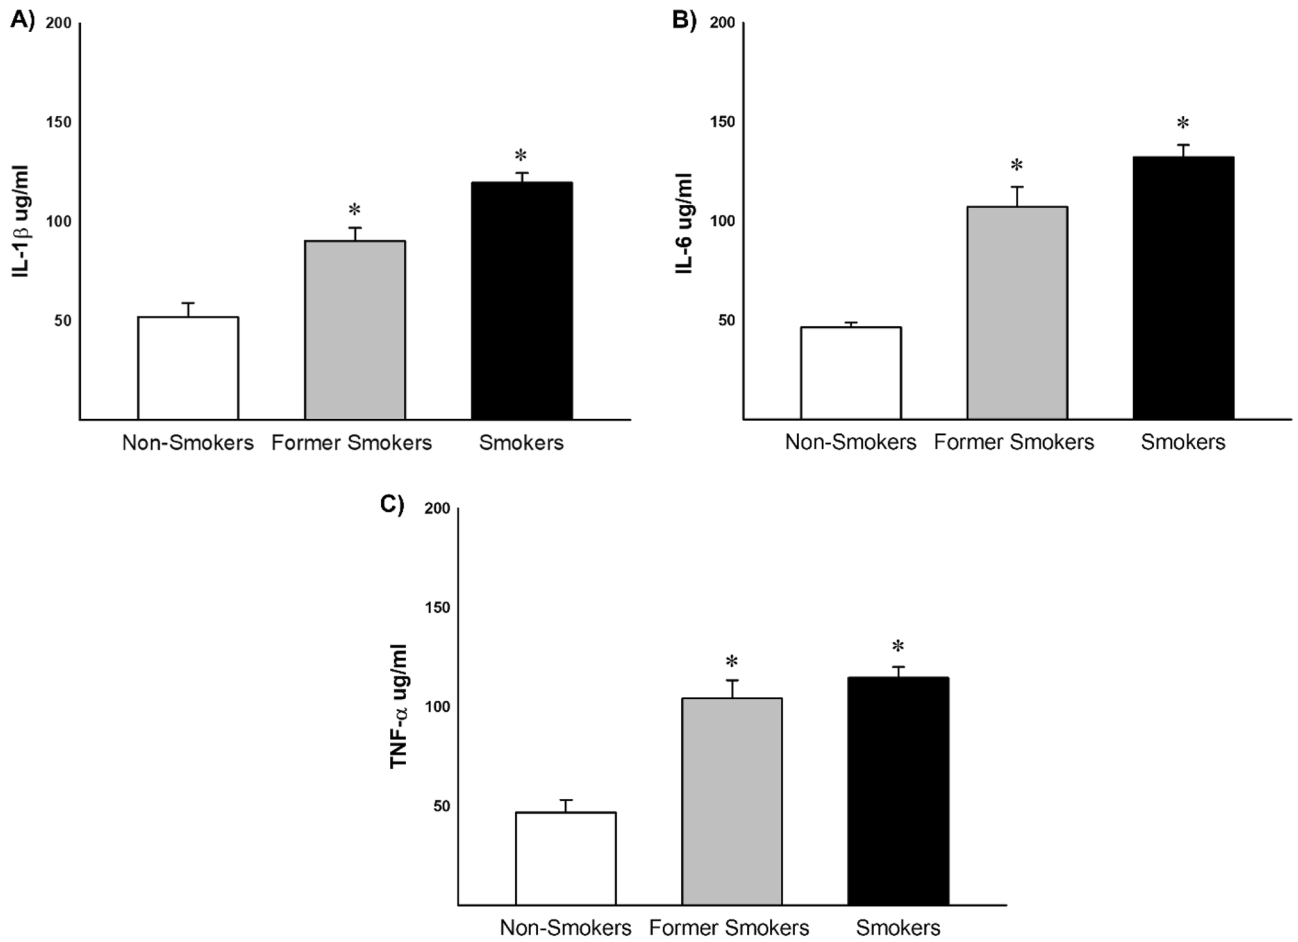 A)
200
150
100
50
IL-1β ug/ml
*
*
Non-Smokers Former Smokers Smokers
B)
200
150
100
50
IL-6 ug/ml
*
*
Non-Smokers Former Smokers Smokers
C)
200
150
100
50
TNF-α ug/ml
*
*
Non-Smokers Former Smokers Smokers